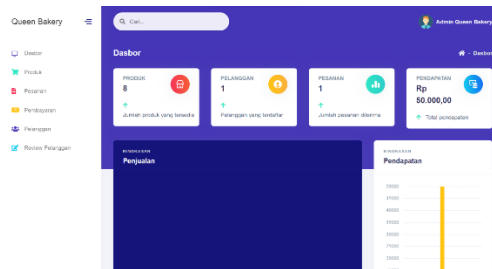 Queen Bakery
Cari...
Admin Queen Bakery
Dasbor
Produk
Pesanan
Pembayaran
Pelanggan
Review Pelanggan
Dasbor
- Dasbor
PRODUK
8
Jumlah produk yang tersedia
PELANGGAN
1
Pelanggan yang terdaftar
PESANAN
1
Jumlah pesanan diterima
PENDAPATAN
Rp
50.000,00
Total pendapatan
RINGKASAN
Penjualan
RINGKASAN
Pendapatan